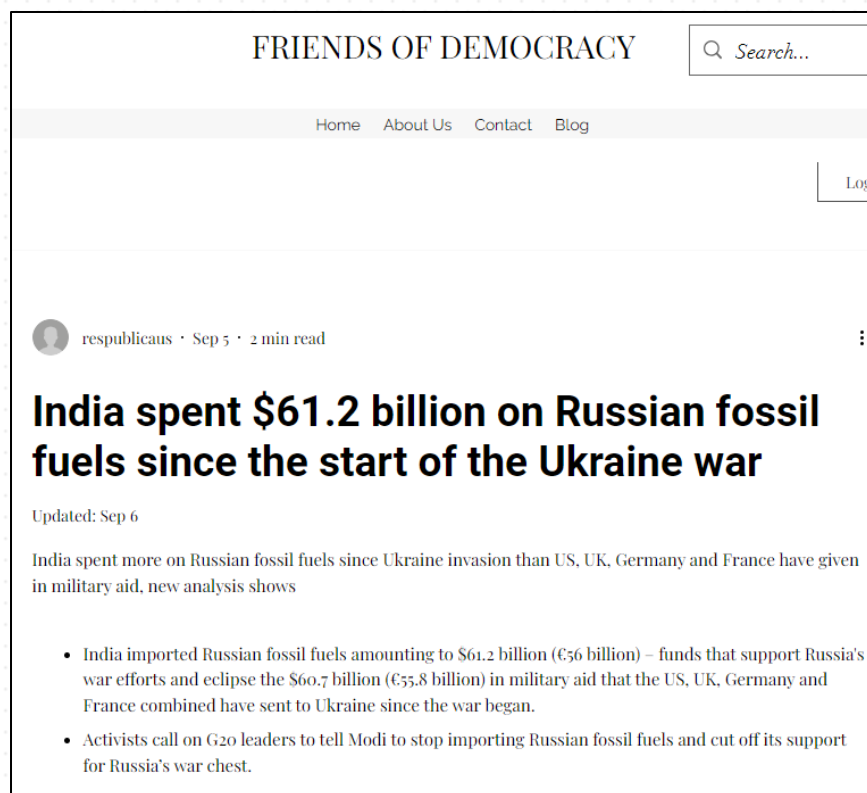 FRIENDS OF DEMOCRACY
Search...
Home About Us Contact Blog
respublicaus · Sep 5 · 2 min read
India spent $61.2 billion on Russian fossil
fuels since the start of the Ukraine war
Updated: Sep 6
India spent more on Russian fossil fuels since Ukraine invasion than US, UK, Germany and France have given
in military aid, new analysis shows
• India imported Russian fossil fuels amounting to $61.2 billion (€56 billion) – funds that support Russia's
war efforts and eclipse the $60.7 billion (€55.8 billion) in military aid that the US, UK, Germany and
France combined have sent to Ukraine since the war began.
• Activists call on G20 leaders to tell Modi to stop importing Russian fossil fuels and cut off its support
for Russia’s war chest.